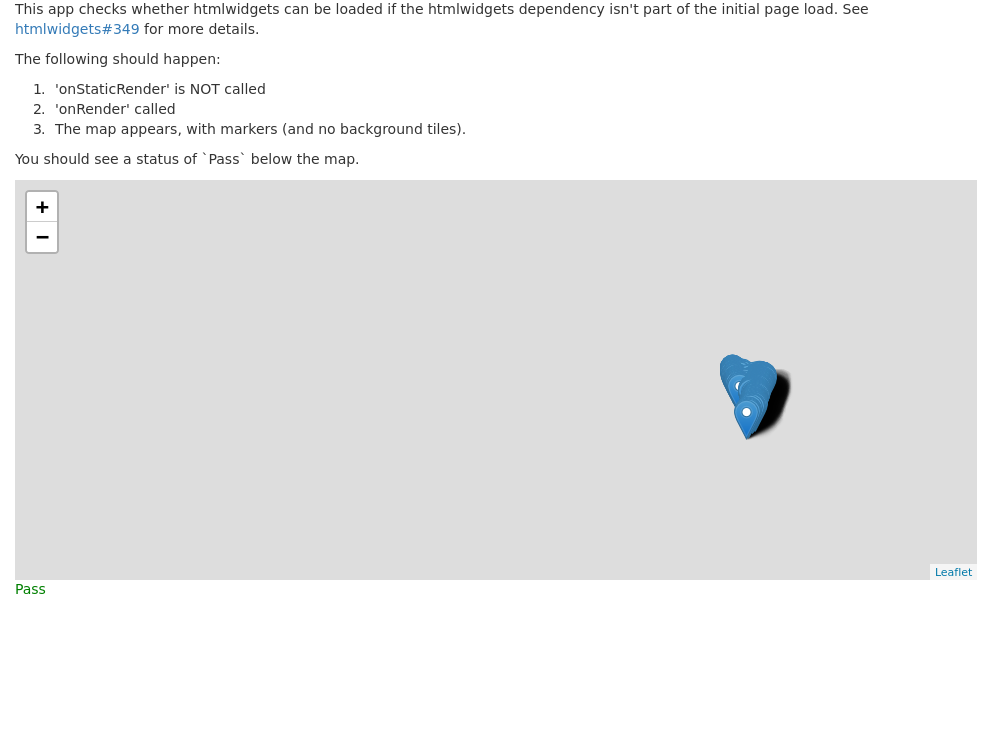 This app checks whether htmlwidgets can be loaded if the htmlwidgets dependency isn't part of the initial page load. See
htmlwidgets#349 for more details.
The following should happen:
1. 'onStaticRender' is NOT called
2. 'onRender' called
3. The map appears, with markers (and no background tiles).
You should see a status of `Pass` below the map.
+
−
Leaflet
Pass